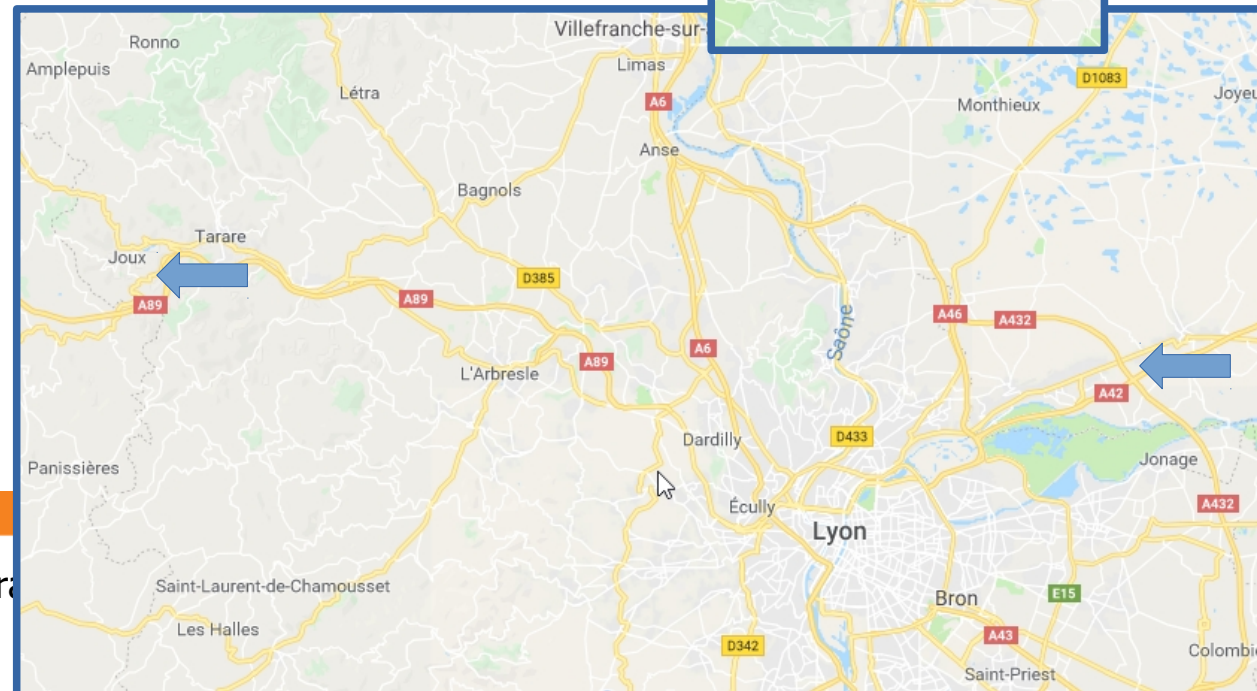 Villefranche-sur-
Ronno
Limas
Amplepuis
D1083
Létra
Joyeu
A6
Monthieux
Anse
Bagnols
Tarare
Joux
D385
A89
A89
A46
A432
Saône
A6
A89
L'Arbresle
A42
Dardilly
D433
Jonage
Panissières
A432
Écully
Lyon
ra
Saint-Laurent-de-Chamousset
E15
Bron
Les Halles
A43
D342
Colombi
Saint-Priest